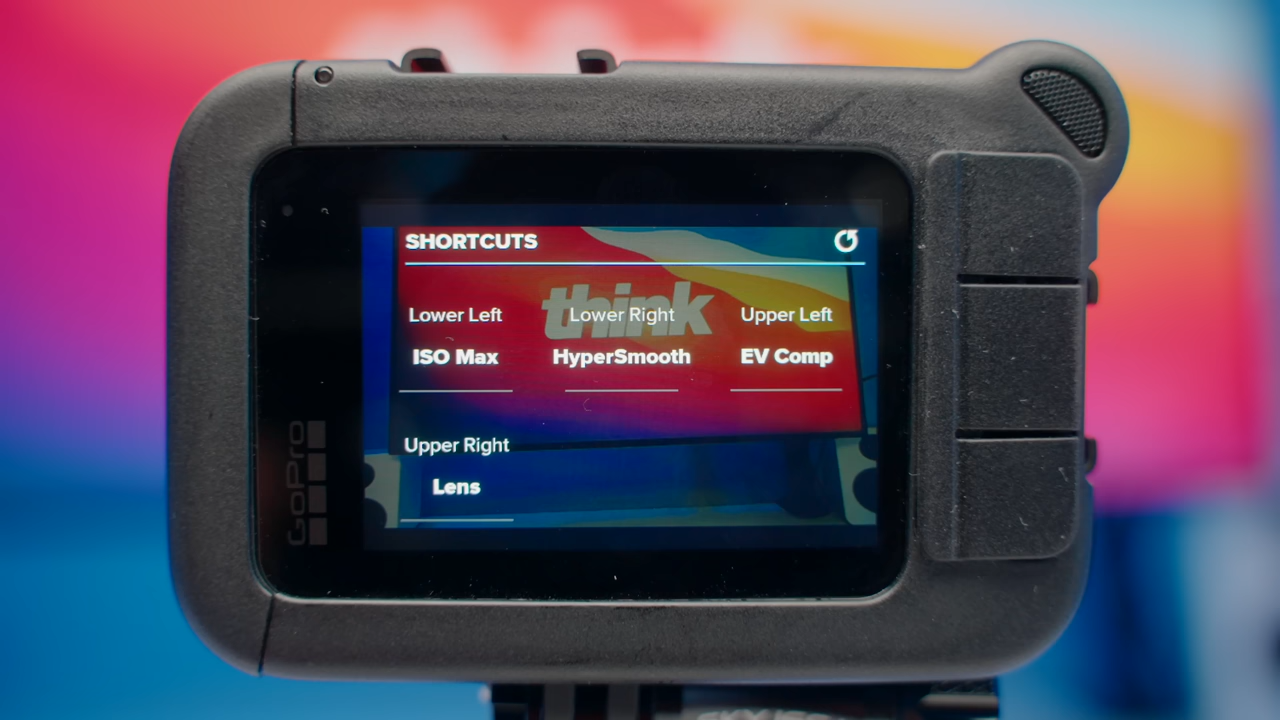 SHORTCUTS
think
Lower Left
Lower Right
Upper Left
ISO Max
HyperSmooth
EV Comp
Upper Right
Lens
GoPro